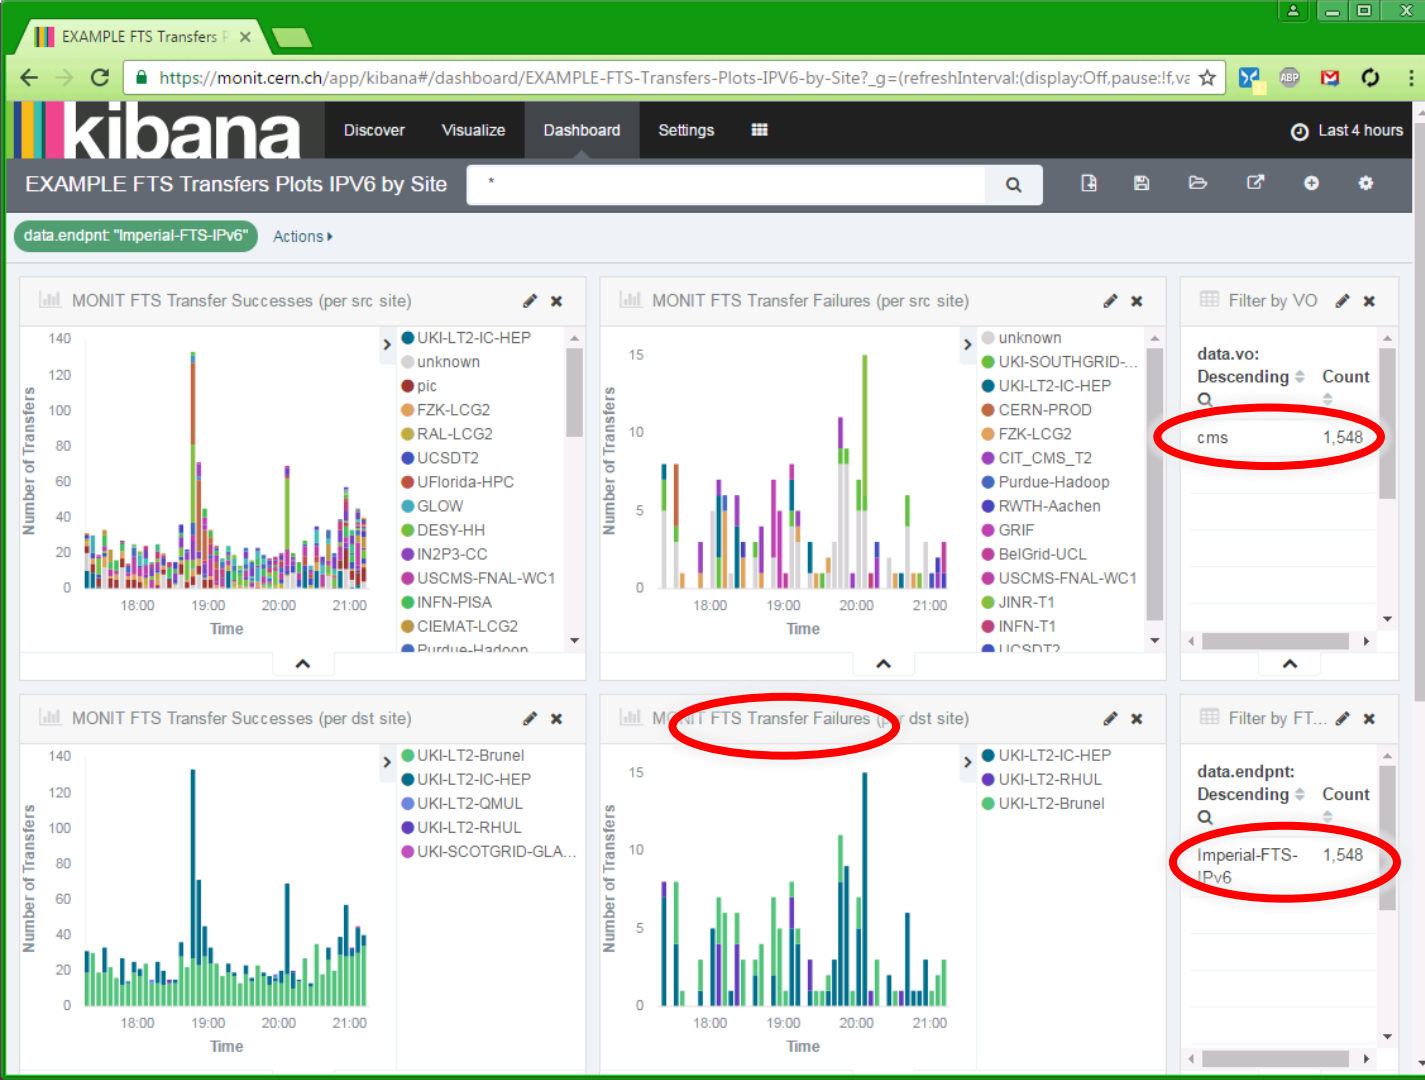 EXAMPLE FTS Transfers P
https://monit.cern.ch/app/kibana#/dashboard/EXAMPLE-FTS-Transfers-Plots-IPV6-by-Site?_g=(refreshInterval:(display:Off,pause:!f,va
ABP
1
kibana Discover Visualize Dashboard Settings Last 4 hours
EXAMPLE FTS Transfers Plots IPV6 by Site *
data.endpnt: "Imperial-FTS-IPv6" Actions
MONIT FTS Transfer Successes (per src site)
Number of Transfers
140
120
100
80
60
40
20
0
18:00 19:00 20:00 21:00
Time
UKI-LT2-IC-HEP
unknown
pic
FZK-LCG2
RAL-LCG2
UCSDT2
UFlorida-HPC
GLOW
DESY-HH
IN2P3-CC
USCMS-FNAL-WC1
INFN-PISA
CIEMAT-LCG2
Purdue-Hadoop
MONIT FTS Transfer Failures (per src site)
Number of Transfers
15
10
5
0
18:00 19:00 20:00 21:00
Time
unknown
UKI-SOUTHGRID-...
UKI-LT2-IC-HEP
CERN-PROD
FZK-LCG2
CIT_CMS_T2
Purdue-Hadoop
RWTH-Aachen
GRIF
BelGrid-UCL
USCMS-FNAL-WC1
JINR-T1
INFN-T1
UCSDT2
Filter by VO
data.vo:
Descending Count
cms 1,548
MONIT FTS Transfer Successes (per dst site)
Number of Transfers
140
120
100
80
60
40
20
0
18:00 19:00 20:00 21:00
Time
UKI-LT2-Brunel
UKI-LT2-IC-HEP
UKI-LT2-QMUL
UKI-LT2-RHUL
UKI-SCOTGRID-GLA...
MONIT FTS Transfer Failures (per dst site)
Number of Transfers
15
10
5
0
18:00 19:00 20:00 21:00
Time
UKI-LT2-IC-HEP
UKI-LT2-RHUL
UKI-LT2-Brunel
Filter by FT...
data.endpnt:
Descending Count
Imperial-FTS- 1,548
IPv6